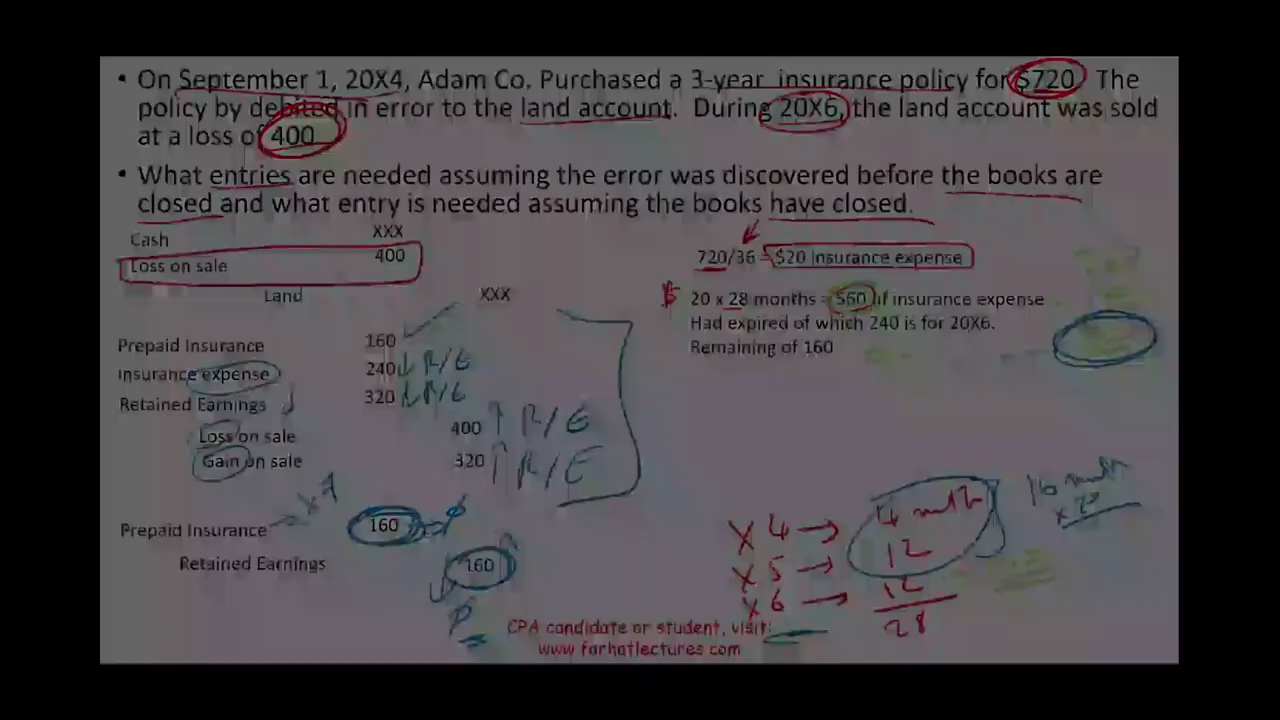 • On September 1, 20X4, Adam Co. Purchased a 3-year insurance policy for $720 The
policy by debited in error to the land account. During 20X6, the land account was sold
at a loss of 400
• What entries are needed assuming the error was discovered before the books are
closed and what entry is needed assuming the books have closed.
Cash XXX
Loss on sale 400
Land XXX
720/36 = $20 Insurance expense
20 x 28 months = 560 of insurance expense
Had expired of which 240 is for 20X6.
Remaining of 160
Prepaid Insurance 160
Insurance expense 240 ↓ R/E
Retained Earnings 320 ↓ R/E
Loss on sale 400 ↑ R/E
Gain on sale 320 ↑ R/E
Prepaid Insurance → X7 160
Retained Earnings 160
X4 → 4 month
X5 → 12
X6 → 12
28
16 month
x 20
CPA candidate or student, visit:
www.farhatlectures.com